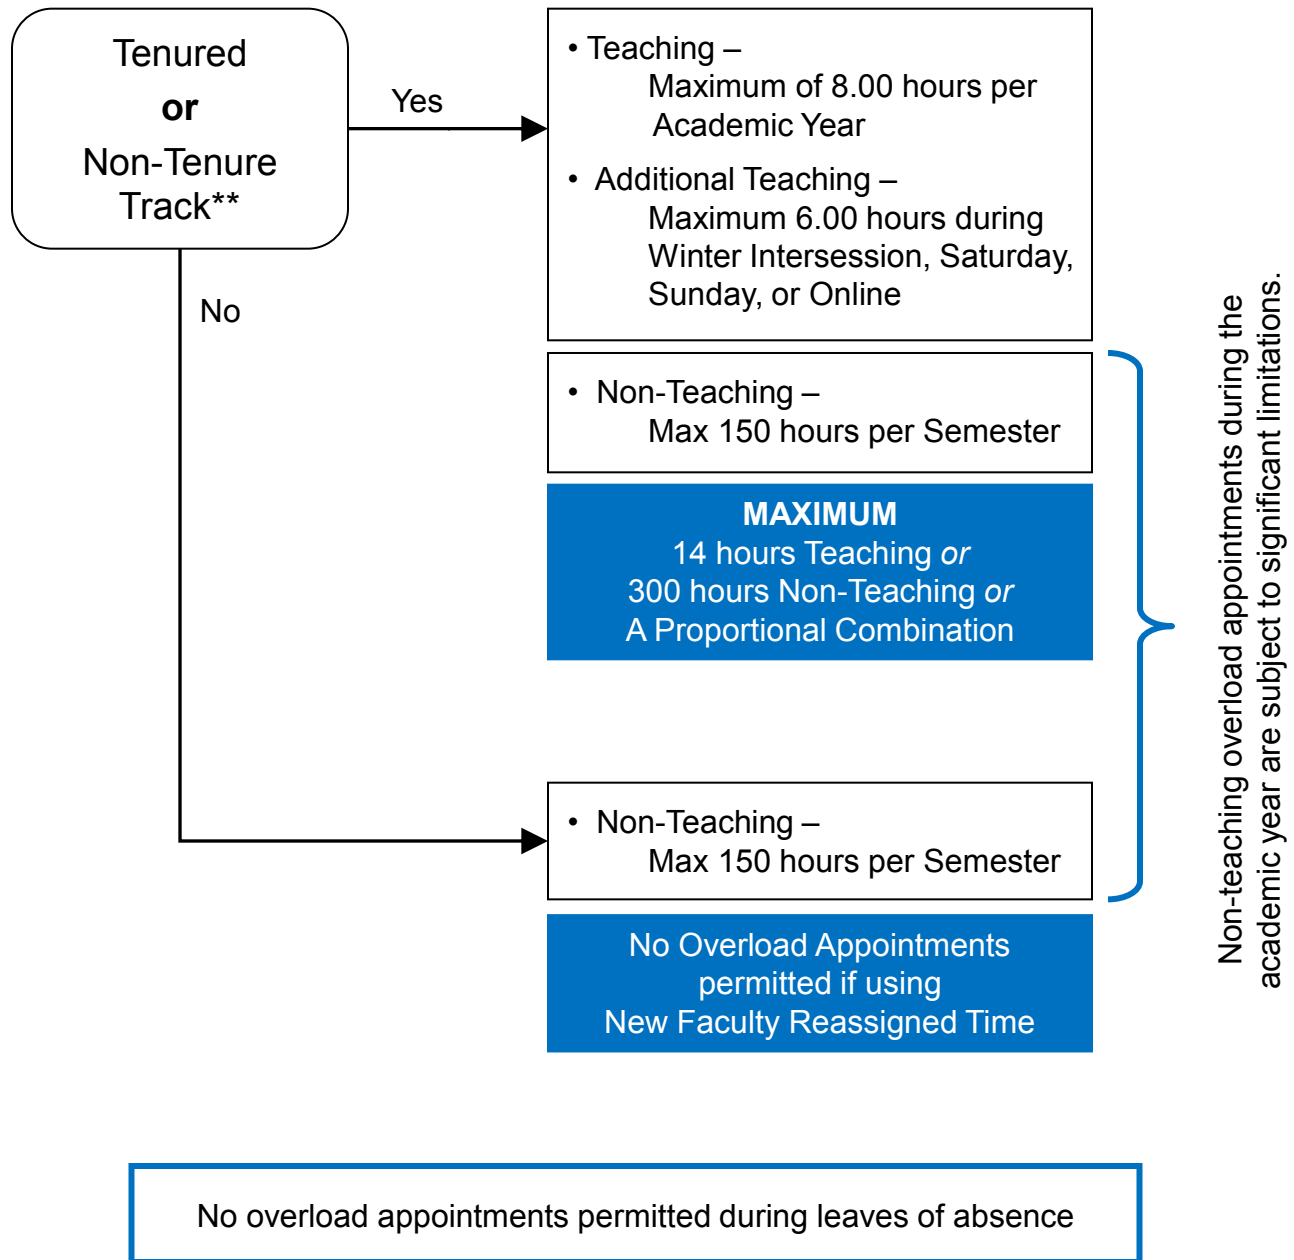 Tenured
or
Non-Tenure
Track**
Yes
No
• Teaching –
Maximum of 8.00 hours per
Academic Year
• Additional Teaching –
Maximum 6.00 hours during
Winter Intersession, Saturday,
Sunday, or Online
• Non-Teaching –
Max 150 hours per Semester
MAXIMUM
14 hours Teaching or
300 hours Non-Teaching or
A Proportional Combination
• Non-Teaching –
Max 150 hours per Semester
No Overload Appointments
permitted if using
New Faculty Reassigned Time
Non-teaching overload appointments during the
academic year are subject to significant limitations.
No overload appointments permitted during leaves of absence